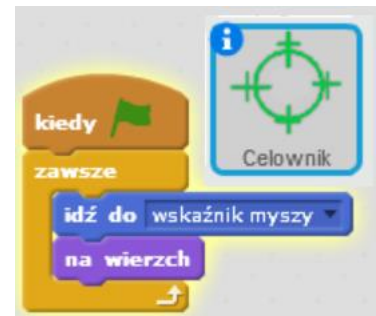 kiedy
Celownik
zawsze
idź do wskaźnik myszy
na wierzch